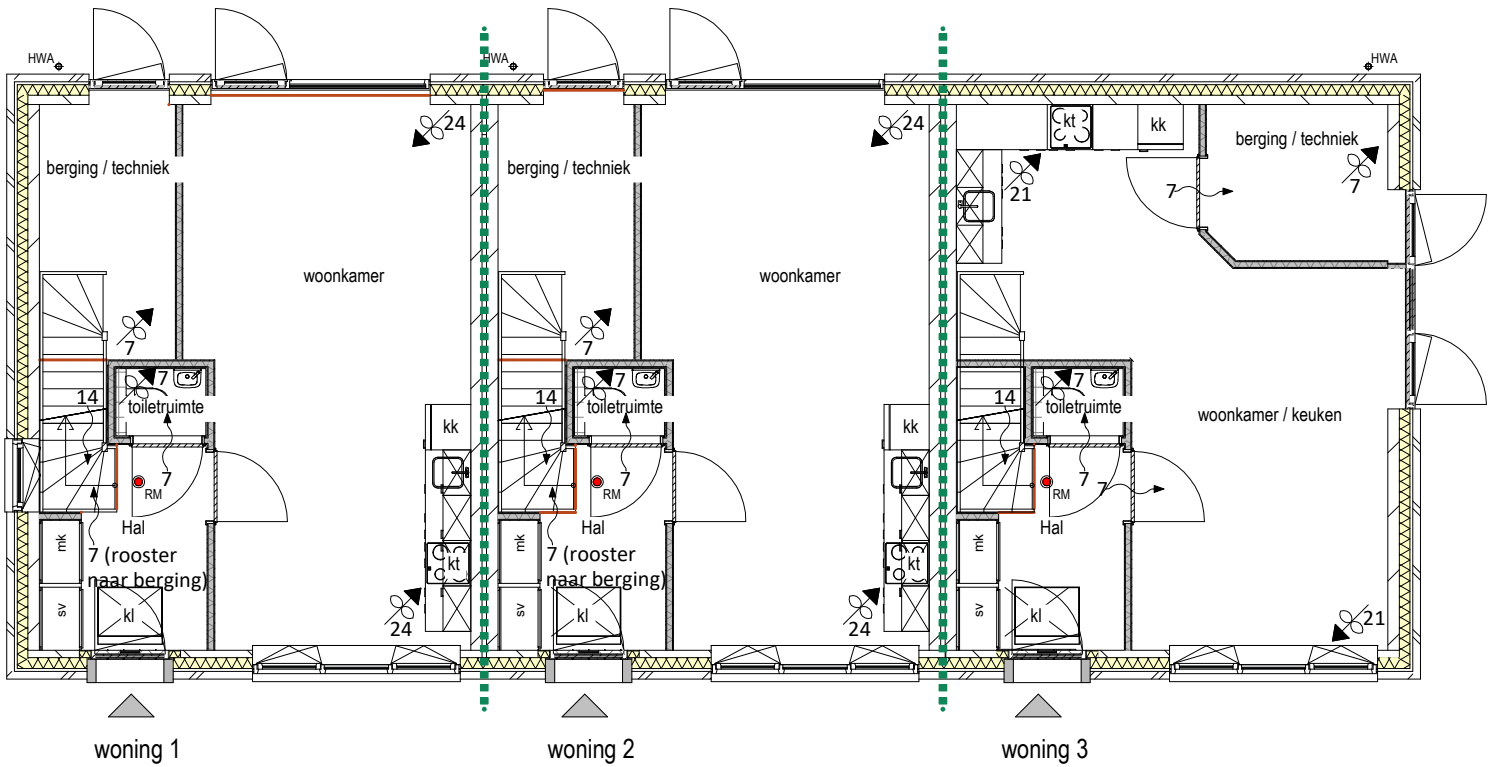 HWA
HWA
HWA
24
24
kt
kk
berging / techniek
berging / techniek
berging / techniek
7
21
7
woonkamer
woonkamer
7
7
7
7
7
14
toiletruimte
14
toiletruimte
14
toiletruimte
woonkamer / keuken
kk
kk
7
7
7
RM
RM
RM
7
Hal
Hal
Hal
mk
mk
mk
7 (rooster
naar berging)
7 (rooster
naar berging)
kt
kt
sv
sv
sv
kl
kl
kl
24
24
21
woning 1
woning 2
woning 3